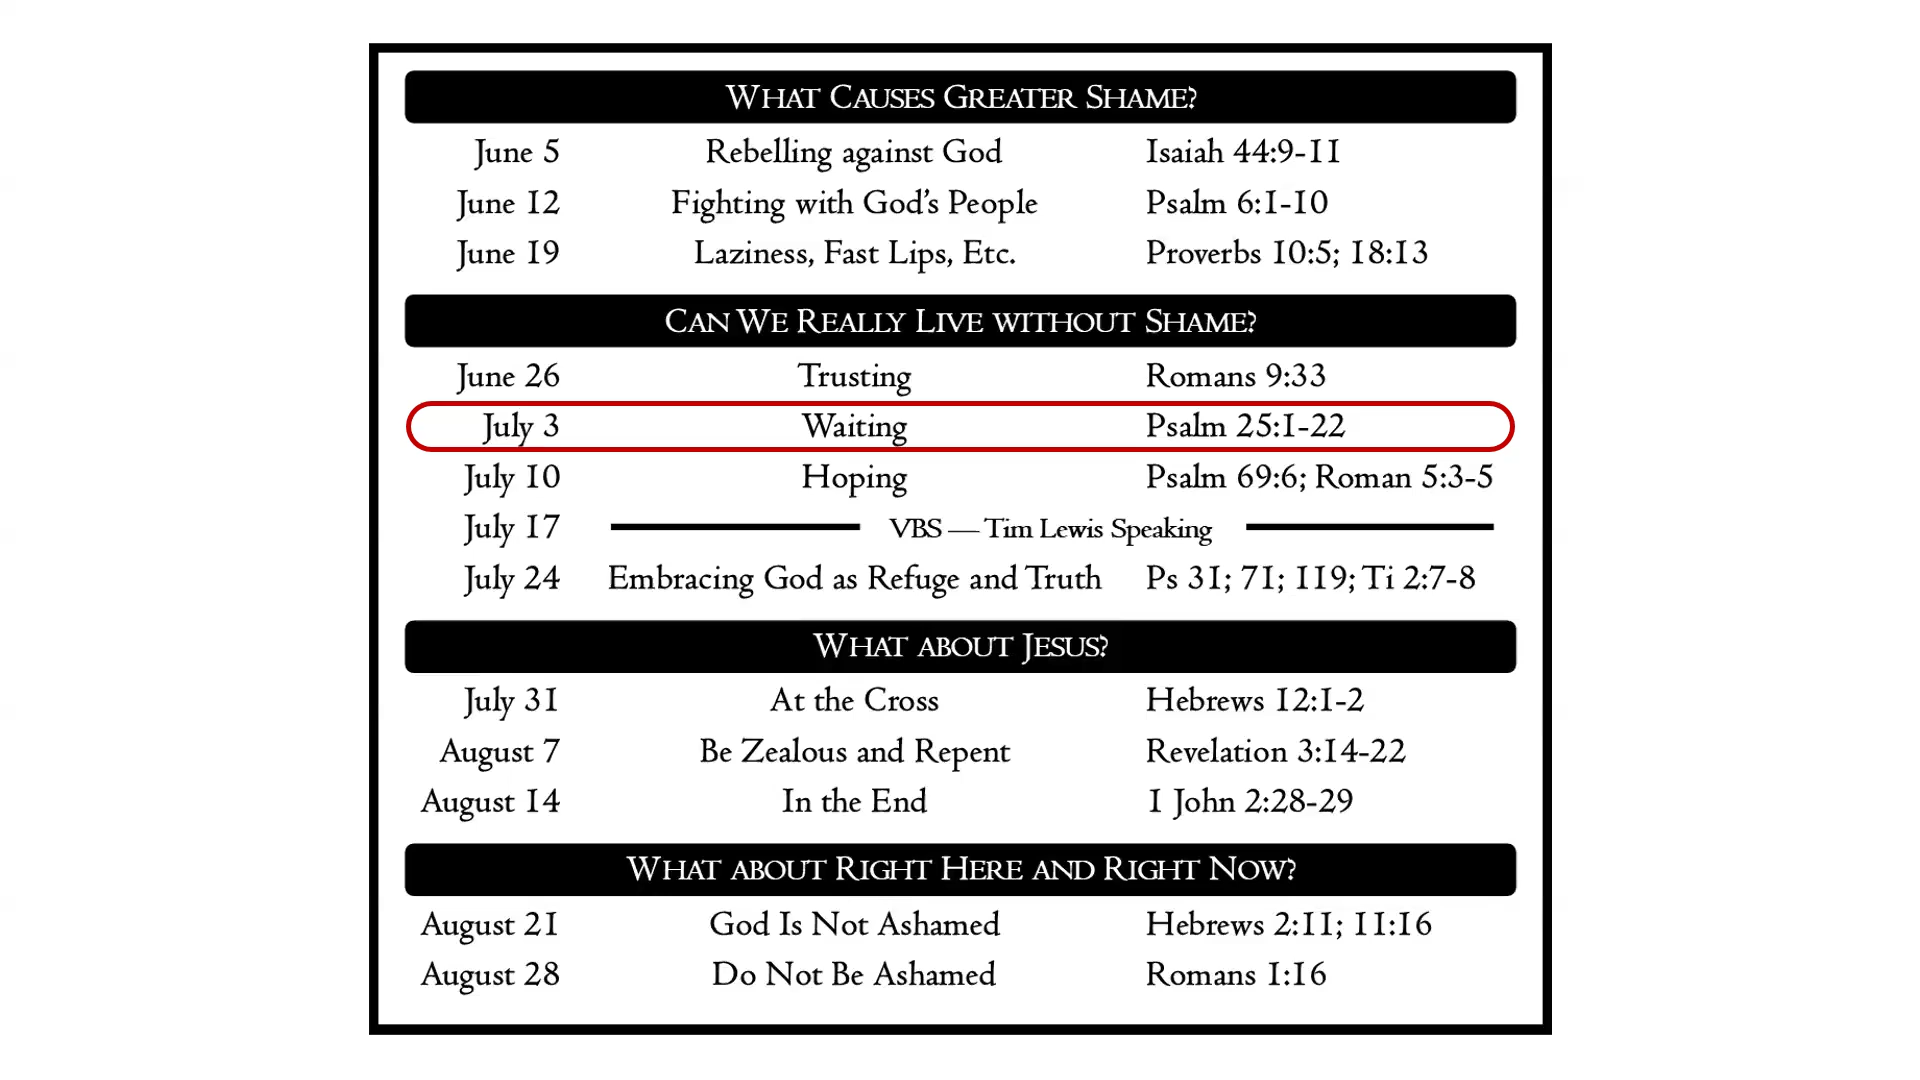 What Causes Greater Shame?
June 5 Rebelling against God Isaiah 44:9-11
June 12 Fighting with God's People Psalm 6:1-10
June 19 Laziness, Fast Lips, Etc. Proverbs 10:5; 18:13
Can We Really Live without Shame?
June 26 Trusting Romans 9:33
July 3 Waiting Psalm 25:1-22
July 10 Hoping Psalm 69:6; Roman 5:3-5
July 17 VBS — Tim Lewis Speaking
July 24 Embracing God as Refuge and Truth Ps 31; 71; 119; Ti 2:7-8
What about Jesus?
July 31 At the Cross Hebrews 12:1-2
August 7 Be Zealous and Repent Revelation 3:14-22
August 14 In the End 1 John 2:28-29
What about Right Here and Right Now?
August 21 God Is Not Ashamed Hebrews 2:11; 11:16
August 28 Do Not Be Ashamed Romans 1:16